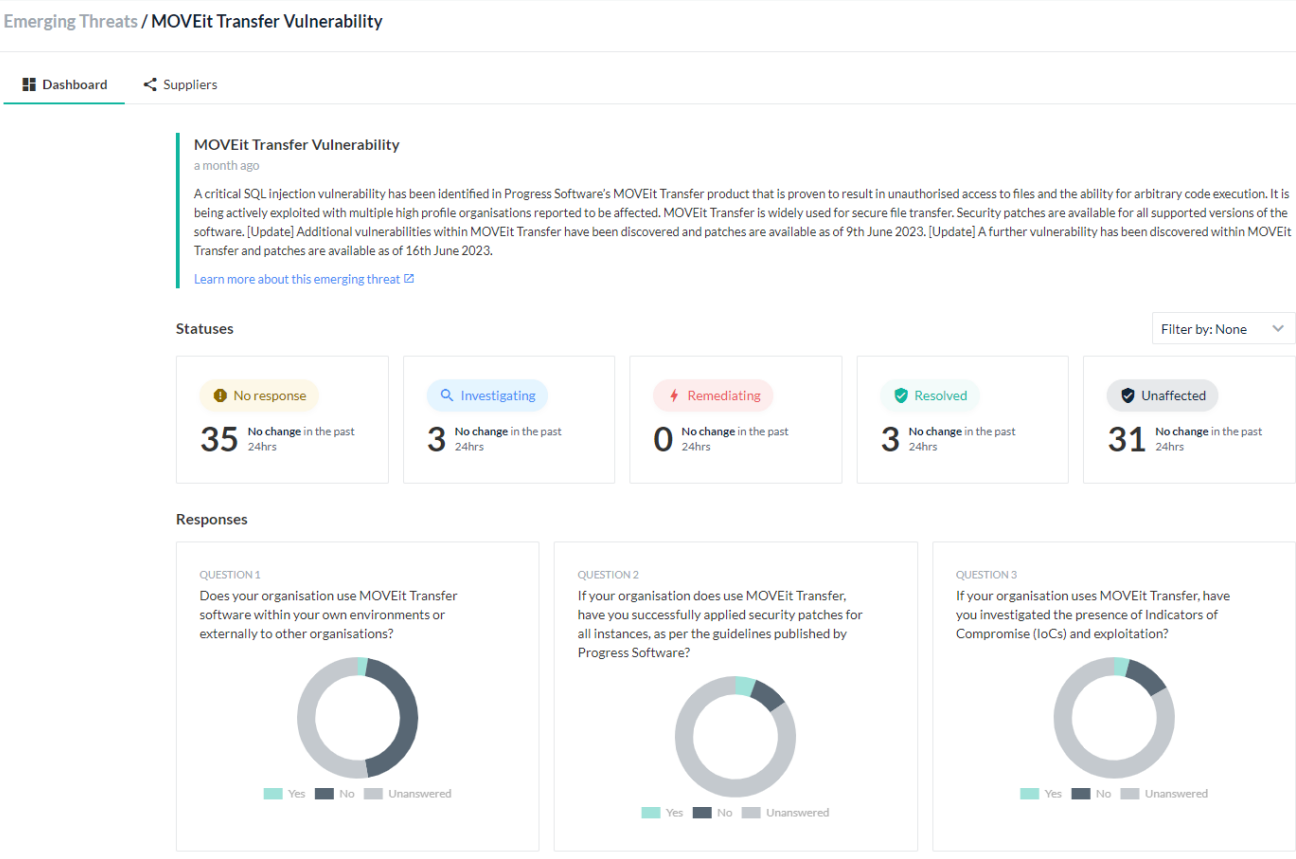 Emerging Threats / MOVEit Transfer Vulnerability
Dashboard
Suppliers
MOVEit Transfer Vulnerability
a month ago
A critical SQL injection vulnerability has been identified in Progress Software's MOVEit Transfer product that is proven to result in unauthorised access to files and the ability for arbitrary code execution. It is
being actively exploited with multiple high profile organisations reported to be affected. MOVEit Transfer is widely used for secure file transfer. Security patches are available for all supported versions of the
software. [Update] Additional vulnerabilities within MOVEit Transfer have been discovered and patches are available as of 9th June 2023. [Update] A further vulnerability has been discovered within MOVEit
Transfer and patches are available as of 16th June 2023.
Learn more about this emerging threat
Statuses
Filter by: None
No response
35
No change in the past
24hrs
Investigating
3
No change in the past
24hrs
Remediating
0
No change in the past
24hrs
Resolved
3
No change in the past
24hrs
Unaffected
31
No change in the past
24hrs
Responses
QUESTION 1
Does your organisation use MOVEit Transfer
software within your own environments or
externally to other organisations?
Yes
No
Unanswered
QUESTION 2
If your organisation does use MOVEit Transfer,
have you successfully applied security patches for
all instances, as per the guidelines published by
Progress Software?
Yes
No
Unanswered
QUESTION 3
If your organisation uses MOVEit Transfer, have
you investigated the presence of Indicators of
Compromise (IoCs) and exploitation?
Yes
No
Unanswered